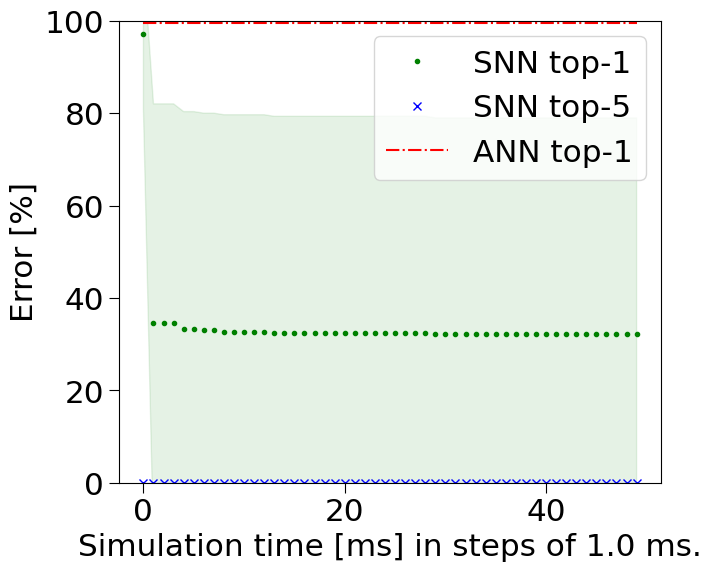 100
80
60
40
20
0
Error [%]
SNN top-1
SNN top-5
ANN top-1
0 20 40
Simulation time [ms] in steps of 1.0 ms.